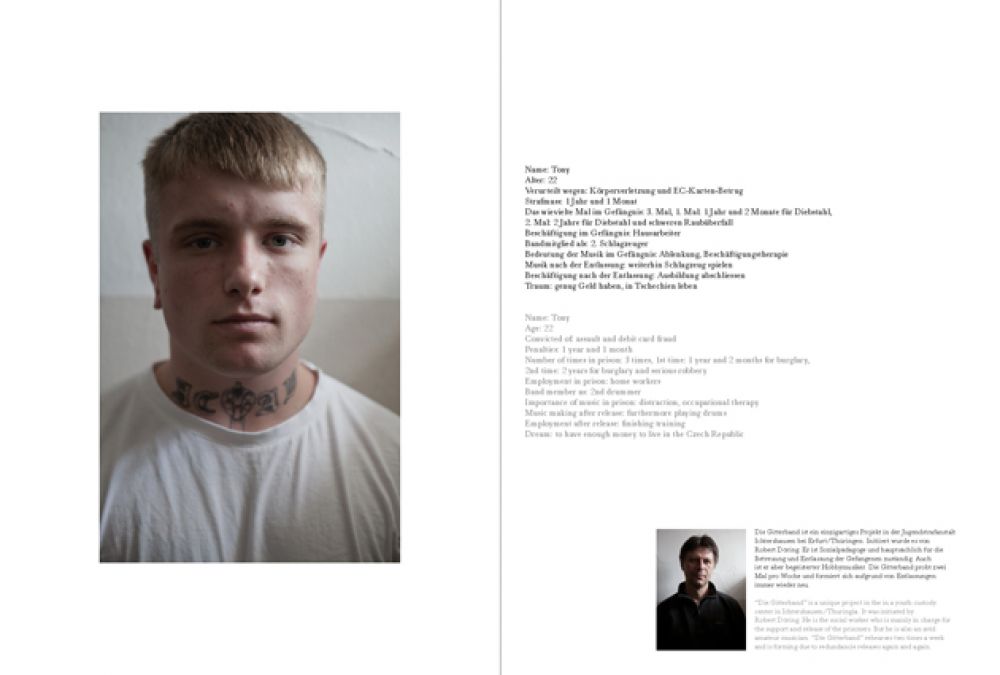 Name: Tony
Alter: 22
Verurteilt wegen: Körperverletzung und EC-Karten-Betrug
Strafmass: 1 Jahr und 1 Monat
Das wievielte Mal im Gefängnis: 3. Mal, 1. Mal: 1 Jahr und 2 Monate für Diebstahl,
2. Mal: 2 Jahre für Diebstahl und schweren Raubüberfall
Beschäftigung im Gefängnis: Hausarbeiter
Bandmitglied als: 2. Schlagzeuger
Bedeutung der Musik im Gefängnis: Ablenkung, Beschäftigungstherapie
Musik nach der Entlassung: weiterhin Schlagzeug spielen
Beschäftigung nach der Entlassung: Ausbildung abschliessen
Traum: genug Geld haben, in Tschechien leben
Name: Tony
Age: 22
Convicted of: assault and debit card fraud
Penalties: 1 year and 1 month
Number of times in prison: 3 times, 1st time: 1 year and 2 months for burglary,
2nd time: 2 years for burglary and serious robbery
Employment in prison: home workers
Band member as: 2nd drummer
Importance of music in prison: distraction, occupational therapy
Music making after release: furthermore playing drums
Employment after release: finishing training
Dream: to have enough money to live in the Czech Republic
Die Gitterband ist ein einzigartiges Projekt in der Jugendstrafanstalt
Ichtershausen bei Erfurt/Thüringen. Initiiert wurde es von
Robert Döring. Er ist Sozialpädagoge und hauptsächlich für die
Betreuung und Entlassung der Gefangenen zuständig. Auch
ist er aber begeisterter Hobbymusiker. Die Gitterband probt zwei
Mal pro Woche und formiert sich aufgrund von Entlassungen
immer wieder neu.
"Die Gitterband" is a unique project in the in a youth custody
center in Ichtershausen/Thuringia. It was initiated by
Robert Döring. He is the social worker who is mainly in charge for
the support and release of the prisoners. But he is also an avid
amateur musician. "Die Gitterband" rehearses two times a week
and is forming due to redundancie releases again and again.